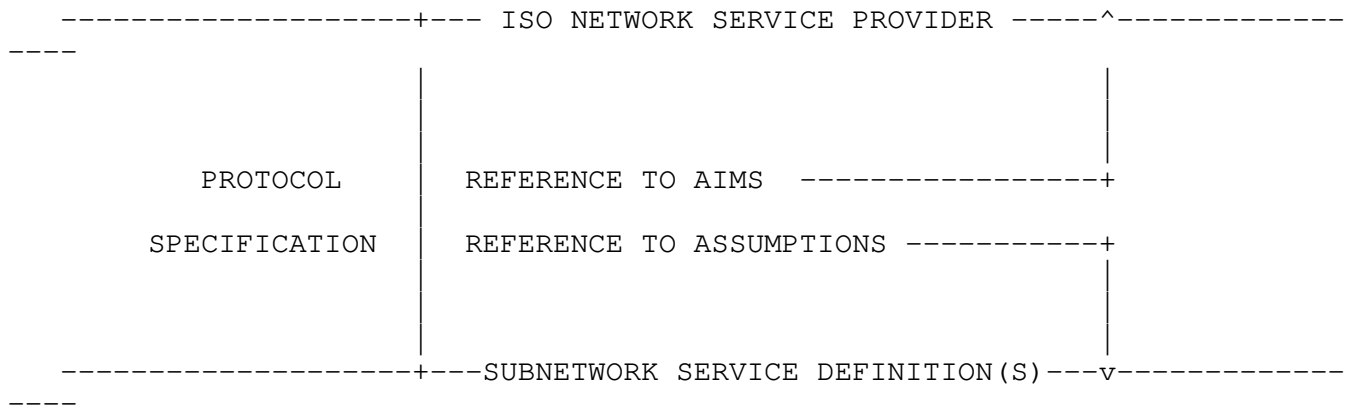 --------------------+--- ISO NETWORK SERVICE PROVIDER -----^-------------
----
| |
| |
| |
PROTOCOL | REFERENCE TO AIMS -----------------+
|
SPECIFICATION | REFERENCE TO ASSUMPTIONS -----------+
| |
| |
| |
--------------------+---SUBNETWORK SERVICE DEFINITION(S)---v-------------
----